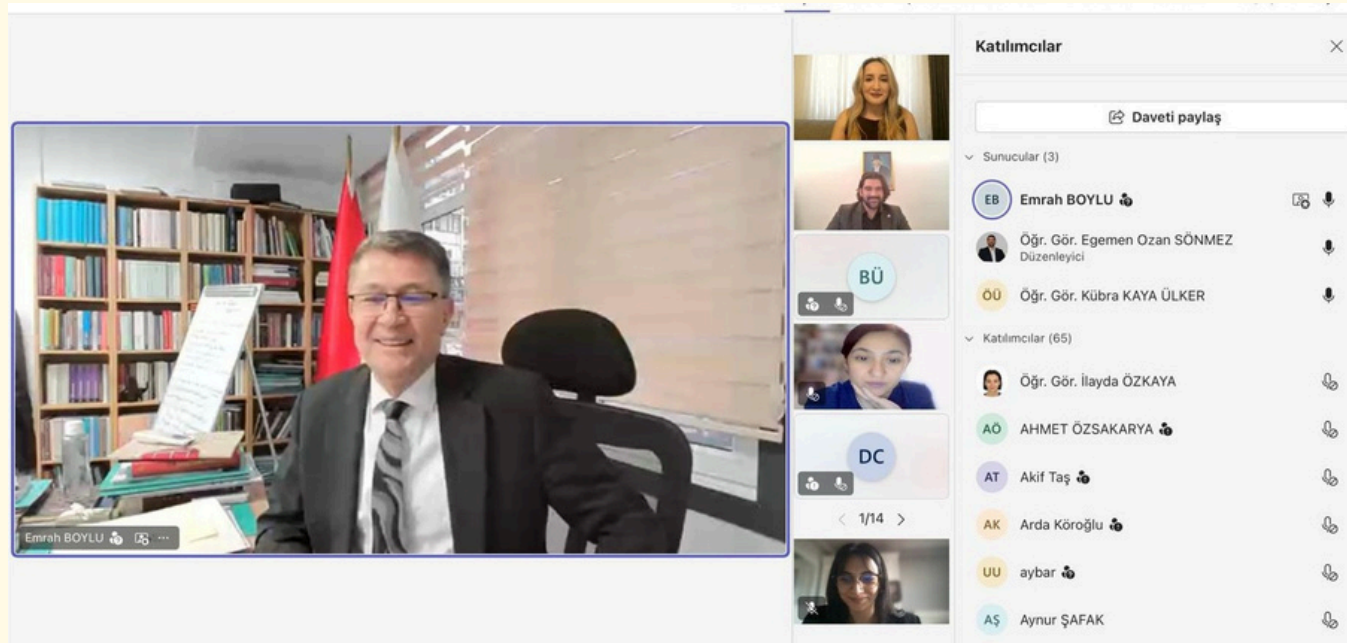 Emrah BOYLU
BÜ
DC
1/14
Katılımcılar
Daveti paylaş
Sunucular (3)
EB Emrah BOYLU
Öğr. Gör. Egemen Ozan SÖNMEZ
Düzenleyici
ÖÜ Öğr. Gör. Kübra KAYA ÜLKER
Katılımcılar (65)
Öğr. Gör. İlayda ÖZKAYA
AÖ AHMET ÖZSAKARYA
AT Akif Taş
AK Arda Köroğlu
UU aybar
AŞ Aynur ŞAFAK